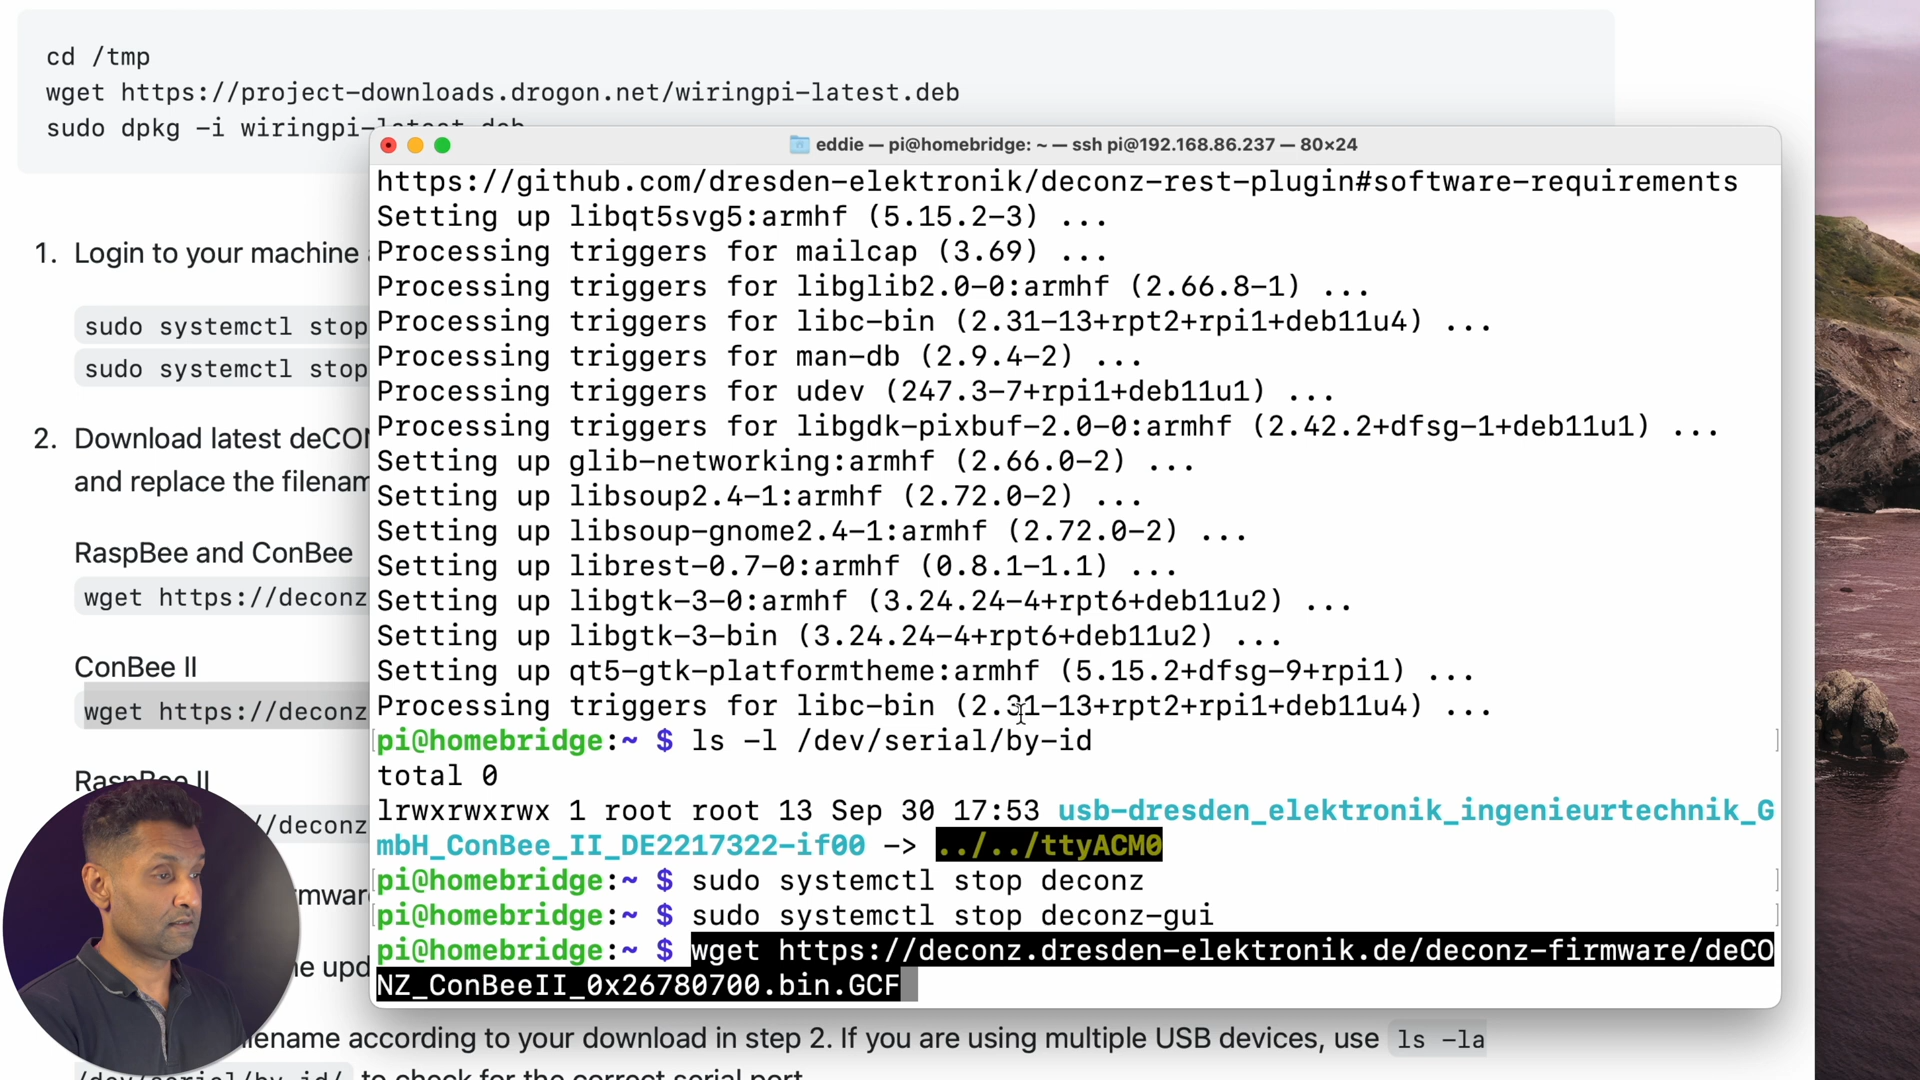 cd /tmp
wget https://project-downloads.drogon.net/wiringpi-latest.deb
sudo dpkg -i wiringpi-latest.deb
eddie — pi@homebridge: ~ — ssh pi@192.168.86.237 — 80×24
https://github.com/dresden-elektronik/deconz-rest-plugin#software-requirements
Setting up libqt5svg5:armhf (5.15.2-3) ...
Processing triggers for mailcap (3.69) ...
Processing triggers for libglib2.0-0:armhf (2.66.8-1) ...
Processing triggers for libc-bin (2.31-13+rpt2+rpi1+deb11u4) ...
Processing triggers for man-db (2.9.4-2) ...
Processing triggers for udev (247.3-7+rpi1+deb11u1) ...
Processing triggers for libgdk-pixbuf-2.0-0:armhf (2.42.2+dfsg-1+deb11u1) ...
Setting up glib-networking:armhf (2.66.0-2) ...
Setting up libsoup2.4-1:armhf (2.72.0-2) ...
Setting up libsoup-gnome2.4-1:armhf (2.72.0-2) ...
Setting up librest-0.7-0:armhf (0.8.1-1.1) ...
Setting up libgtk-3-0:armhf (3.24.24-4+rpt6+deb11u2) ...
Setting up libgtk-3-bin (3.24.24-4+rpt6+deb11u2) ...
Setting up qt5-gtk-platformtheme:armhf (5.15.2+dfsg-9+rpi1) ...
Processing triggers for libc-bin (2.31-13+rpt2+rpi1+deb11u4) ...
pi@homebridge:~ $ ls -l /dev/serial/by-id
total 0
lrwxrwxrwx 1 root root 13 Sep 30 17:53 usb-dresden_elektronik_ingenieurtechnik_G
mbH_ConBee_II_DE2217322-if00 -> ../../ttyACM0
pi@homebridge:~ $ sudo systemctl stop deconz
pi@homebridge:~ $ sudo systemctl stop deconz-gui
pi@homebridge:~ $ wget https://deconz.dresden-elektronik.de/deconz-firmware/deCO
NZ_ConBeeII_0x26780700.bin.GCF
1. Login to your machine
sudo systemctl stop
sudo systemctl stop
2. Download latest deCON
and replace the filenam
RaspBee and ConBee
wget https://deconz
ConBee II
wget https://deconz
RaspBee II
//deconz
mwar
ne upd
lename according to your download in step 2. If you are using multiple USB devices, use ls -la
/dev/serial/by-id/ to check for the correct serial port